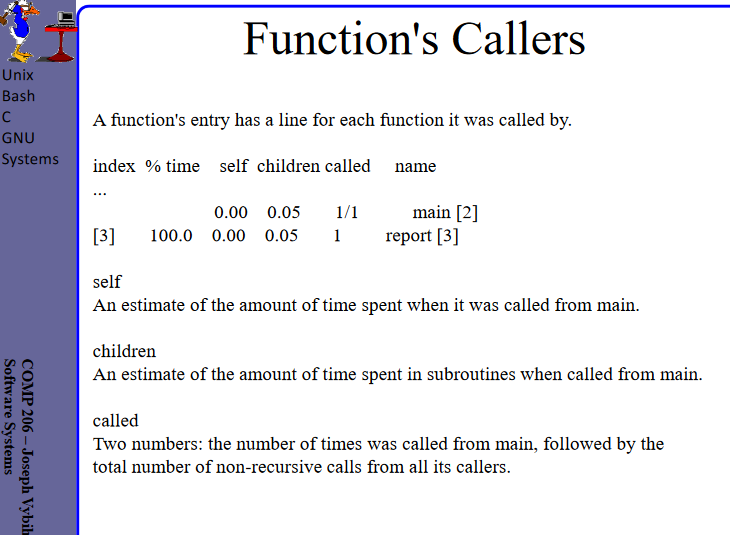 Function's Callers
Unix
Bash
C
GNU
Systems
A function's entry has a line for each function it was called by.
index % time self children called name
...
0.00 0.05 1/1 main [2]
[3] 100.0 0.00 0.05 1 report [3]
self
An estimate of the amount of time spent when it was called from main.
children
An estimate of the amount of time spent in subroutines when called from main.
called
Two numbers: the number of times was called from main, followed by the
total number of non-recursive calls from all its callers.
COMP 206 – Joseph
Software Systems